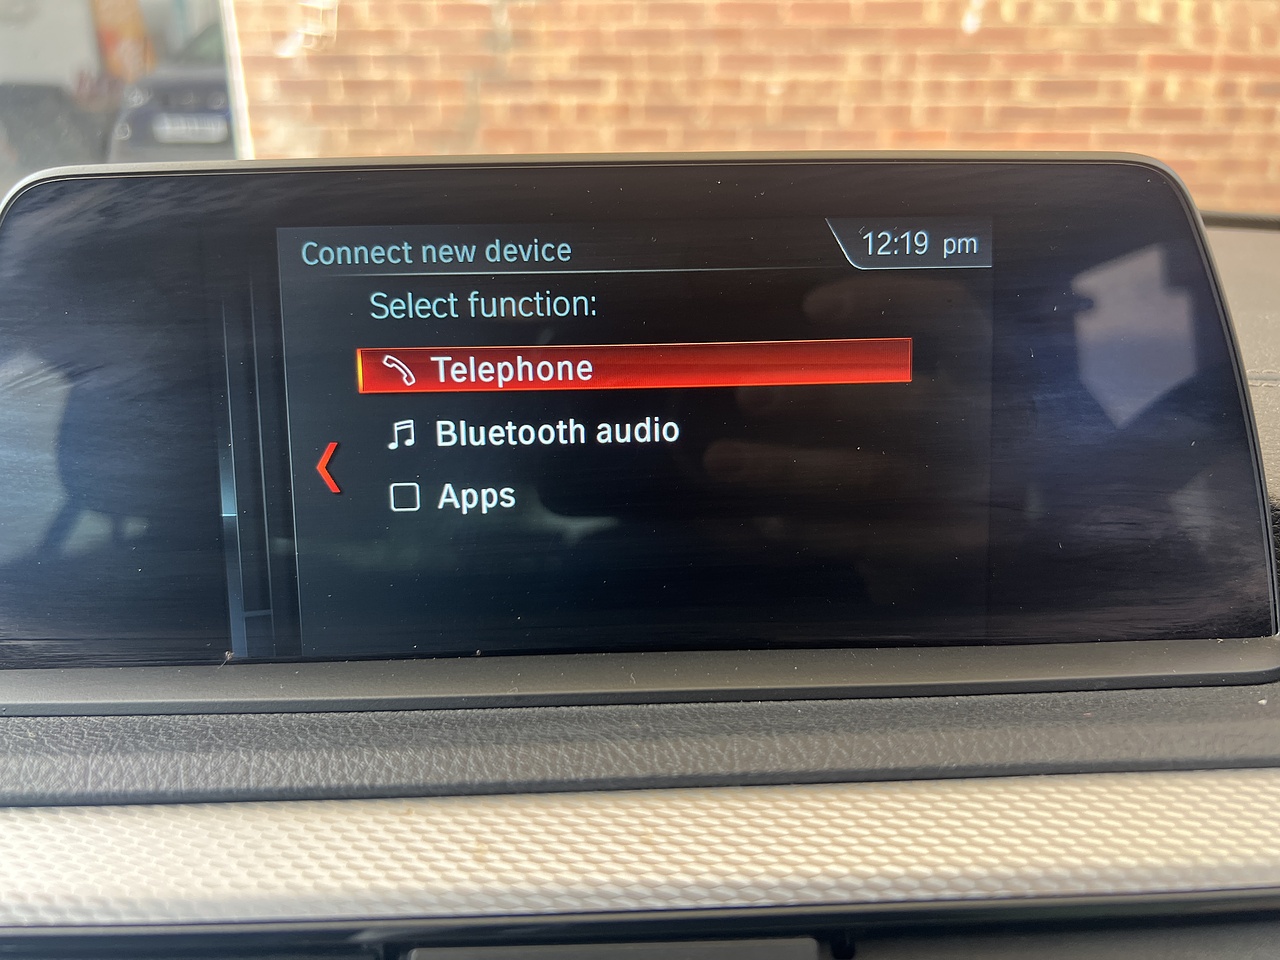 Connect new device
12:19 pm
Select function:
Telephone
Bluetooth audio
Apps